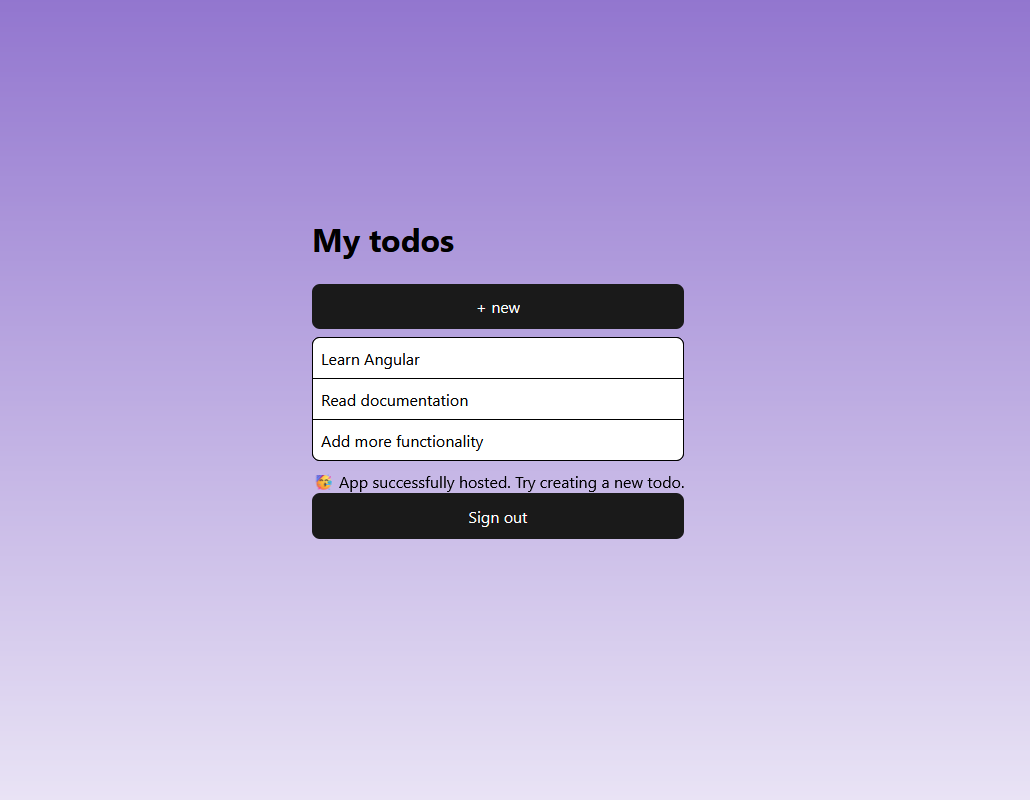 My todos
+ new
Learn Angular
Read documentation
Add more functionality
🥳 App successfully hosted. Try creating a new todo.
Sign out